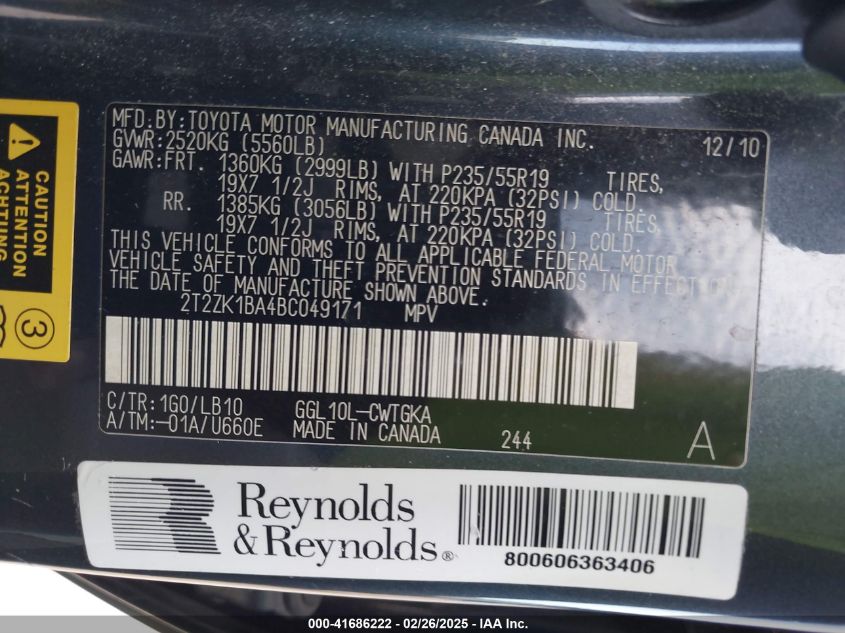 MFD.BY:TOYOTA MOTOR MANUFACTURING CANADA INC. 12/10
GVWR:2520KG (5560LB)
GAWR:FRT. 1360KG (2999LB) WITH P235/55R19 TIRES,
19X7 1/2J RIMS, AT 220KPA (32PSI) COLD.
RR. 1385KG (3056LB) WITH P235/55R19 TIRES,
19X7 1/2J RIMS, AT 220KPA (32PSI) COLD.
THIS VEHICLE CONFORMS TO ALL APPLICABLE FEDERAL MOTOR
VEHICLE SAFETY AND THEFT PREVENTION STANDARDS IN EFFECT ON
THE DATE OF MANUFACTURE SHOWN ABOVE.
2T2ZK1BA4BC049171 MPV
C/TR:1G0/LB10 GGL10L-CWTGKA
A/TM:-01A/U660E MADE IN CANADA 244 A
CAUTION
3
Reynolds
& Reynolds®
800606363406
000-41686222 - 02/26/2025 - IAA Inc.